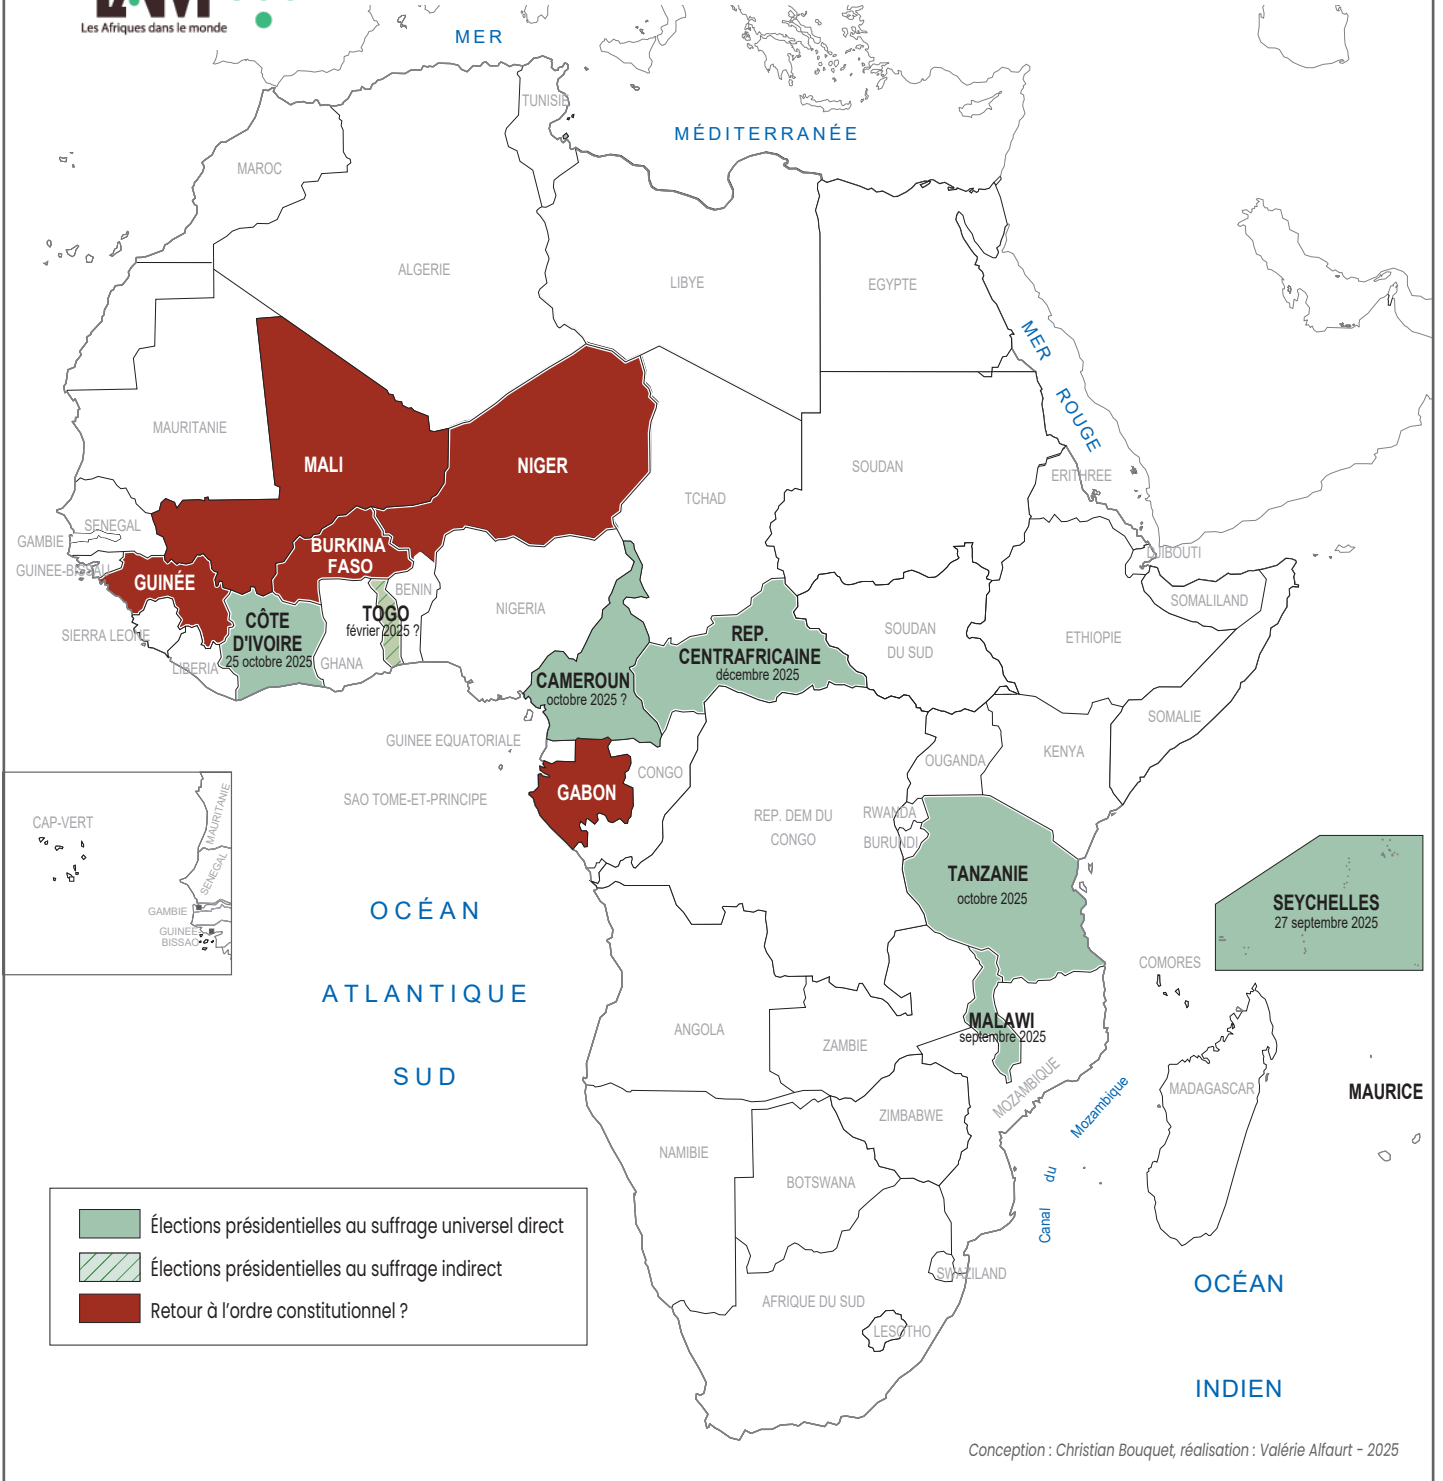 LAM
Les Afriques dans le monde
MER
MÉDITERRANÉE
TUNISIE
MAROC
ALGERIE
LIBYE
EGYPTE
MER
ROUGE
MAURITANIE
MALI
NIGER
TCHAD
SOUDAN
ERITHREE
SENEGAL
GAMBIE
GUINEE-BISSAU
GUINÉE
BURKINA
FASO
BENIN
DJIBOUTI
SOMALILAND
SIERRA LEONE
LIBERIA
CÔTE
D'IVOIRE
25 octobre 2025
GHANA
TOGO
février 2025 ?
NIGERIA
CAMEROUN
octobre 2025 ?
REP.
CENTRAFRICAINE
décembre 2025
SOUDAN
DU SUD
ETHIOPIE
SOMALIE
GUINEE EQUATORIALE
SAO TOME-ET-PRINCIPE
GABON
CONGO
REP. DEM DU
CONGO
OUGANDA
KENYA
RWANDA
BURUNDI
TANZANIE
octobre 2025
SEYCHELLES
27 septembre 2025
CAP-VERT
MAURITANIE
SENEGAL
GAMBIE
GUINEE
BISSAO
OCÉAN
ATLANTIQUE
SUD
COMORES
ANGOLA
ZAMBIE
MALAWI
septembre 2025
MOZAMBIQUE
Canal du Mozambique
MADAGASCAR
MAURICE
ZIMBABWE
NAMIBIE
BOTSWANA
SWAZILAND
AFRIQUE DU SUD
LESOTHO
OCÉAN
INDIEN
Élections présidentielles au suffrage universel direct
Élections présidentielles au suffrage indirect
Retour à l'ordre constitutionnel ?
Conception : Christian Bouquet, réalisation : Valérie Alfaurt - 2025